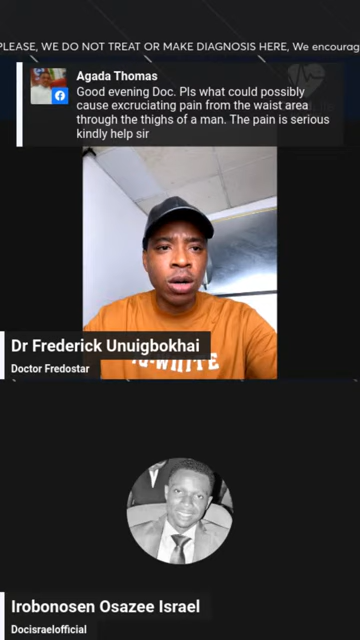 PLEASE, WE DO NOT TREAT OR MAKE DIAGNOSIS HERE, We encourag
Agada Thomas
Good evening Doc. Pls what could possibly
cause excruciating pain from the waist area
through the thighs of a man. The pain is serious
kindly help sir
Dr Frederick Unuigbokhai
Doctor Fredostar
WHITE
Irobonosen Osazee Israel
Docisraelofficial